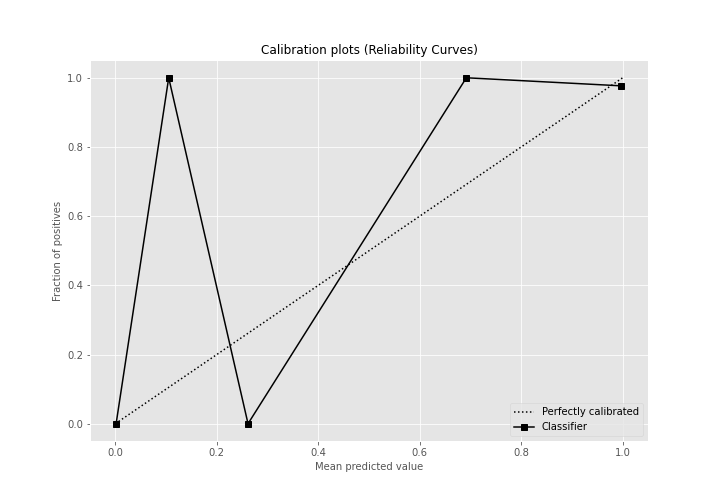 Calibration plots (Reliability Curves)
1.0
0.8
0.6
0.4
0.2
0.0
Fraction of positives
0.0 0.2 0.4 0.6 0.8 1.0
Mean predicted value
Perfectly calibrated
Classifier